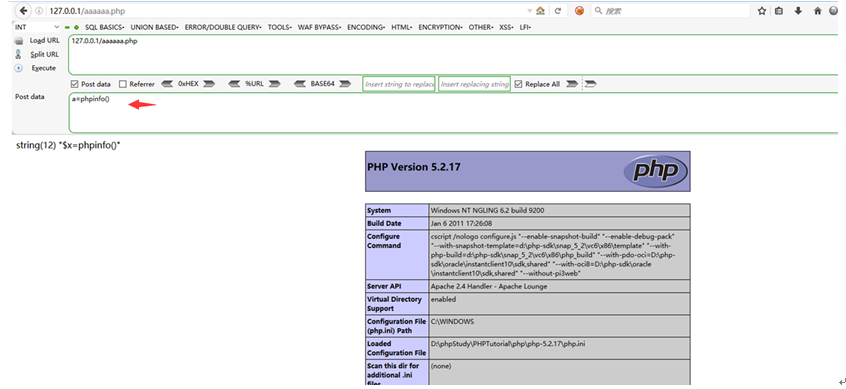 127.0.0.1/aaaaaa.php
搜索
INT
SQL BASICS▾ UNION BASED▾ ERROR/DOUBLE QUERY▾ TOOLS▾ WAF BYPASS▾ ENCODING▾ HTML▾ ENCRYPTION▾ OTHER▾ XSS▾ LFI▾
Load URL
127.0.0.1/aaaaaa.php
Split URL
Execute
Post data Referrer 0xHEX %URL BASE64 Insert string to replace Insert replacing string Replace All
Post data
a=phpinfo()
string(12) "$x=phpinfo()"
PHP Version 5.2.17
php
System Windows NT NGLING 6.2 build 9200
Build Date Jan 6 2011 17:26:08
Configure Command cscript /nologo configure.js "--enable-snapshot-build" "--enable-debug-pack"
"--with-snapshot-template=d:\php-sdk\snap_5_2\vc6\x86\template" "--with-
php-build=d:\php-sdk\snap_5_2\vc6\x86\php_build" "--with-pdo-oci=D:\php-
sdk\oracle\instantclient10\sdk,shared" "--with-oci8=D:\php-sdk\oracle
\instantclient10\sdk,shared" "--without-pi3web"
Server API Apache 2.4 Handler - Apache Lounge
Virtual Directory
Support enabled
Configuration File
(php.ini) Path C:\WINDOWS
Loaded
Configuration File D:\phpStudy\PHPTutorial\php\php-5.2.17\php.ini
Scan this dir for
additional .ini
files (none)